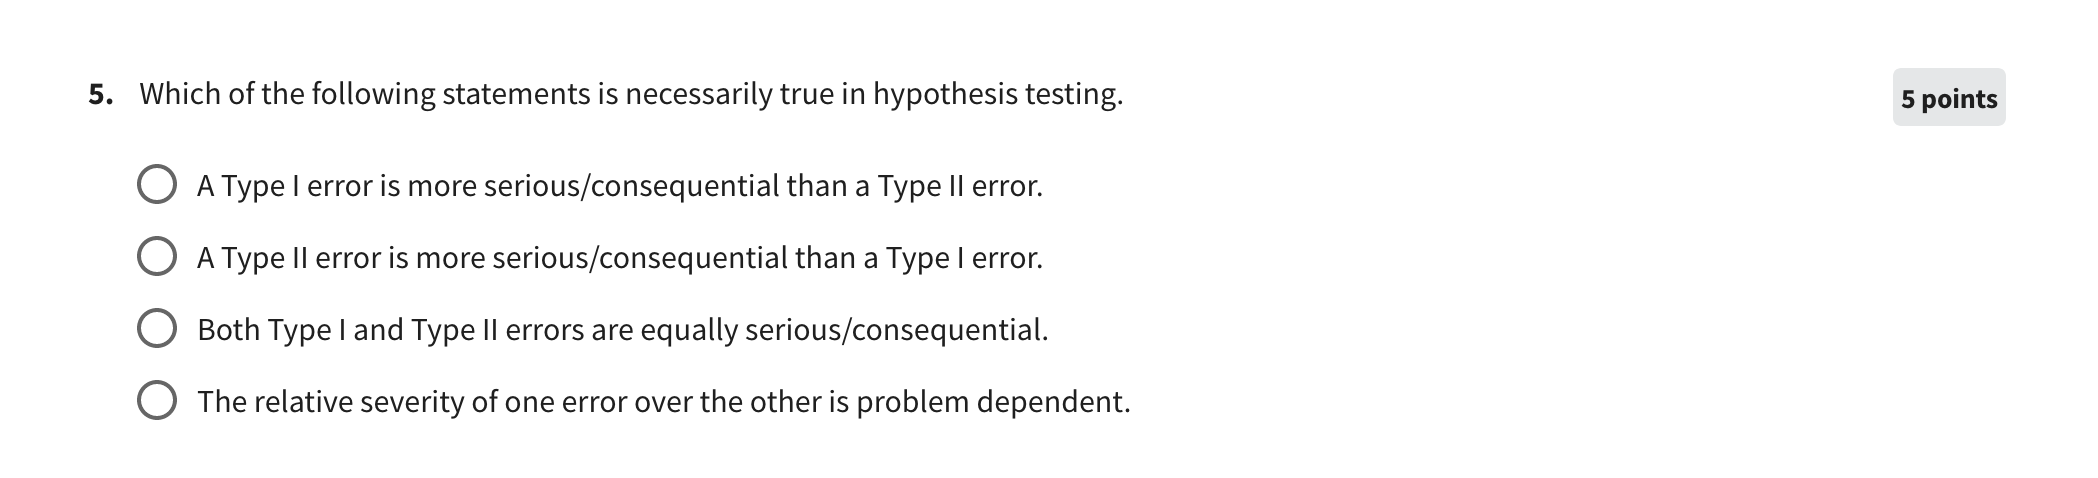 5. Which of the following statements is necessarily true in hypothesis testing.
5 points
A Type I error is more serious/consequential than a Type II error.
A Type II error is more serious/consequential than a Type I error.
Both Type I and Type II errors are equally serious/consequential.
The relative severity of one error over the other is problem dependent.